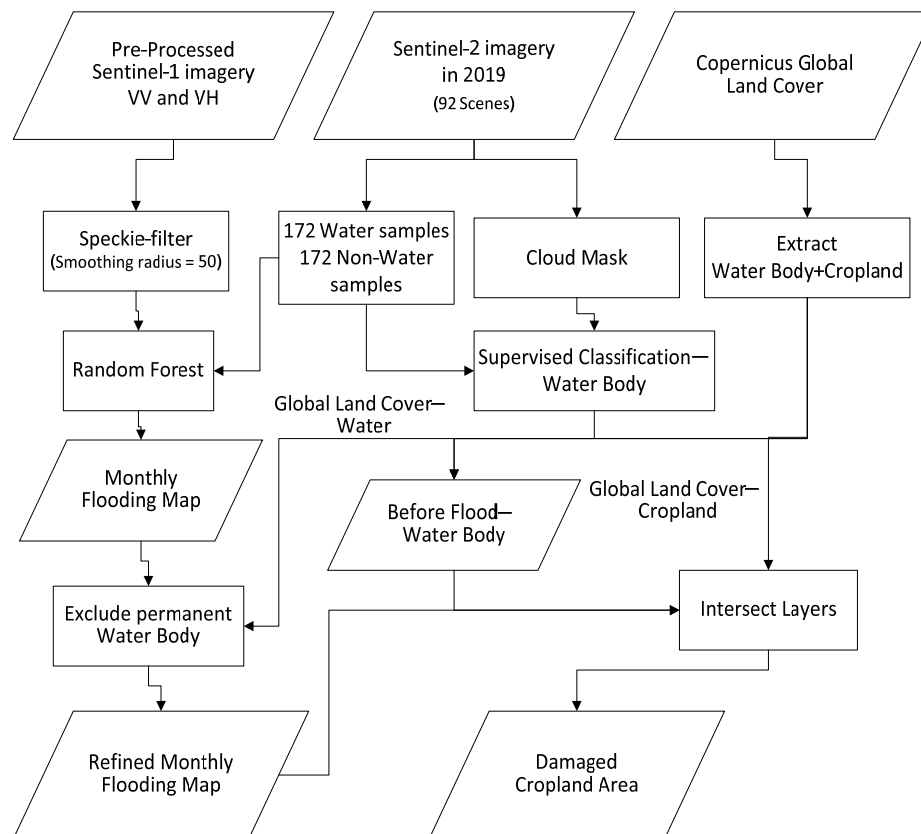 Pre-Processed
Sentinel-1 imagery
VV and VH
Sentinel-2 imagery
in 2019
(92 Scenes)
Copernicus Global
Land Cover
Speckie-filter
(Smoothing radius = 50)
172 Water samples
172 Non-Water
samples
Cloud Mask
Extract
Water Body+Cropland
Random Forest
Supervised Classification—
Water Body
Global Land Cover—
Water
Monthly
Flooding Map
Before Flood—
Water Body
Global Land Cover—
Cropland
Exclude permanent
Water Body
Intersect Layers
Refined Monthly
Flooding Map
Damaged
Cropland Area